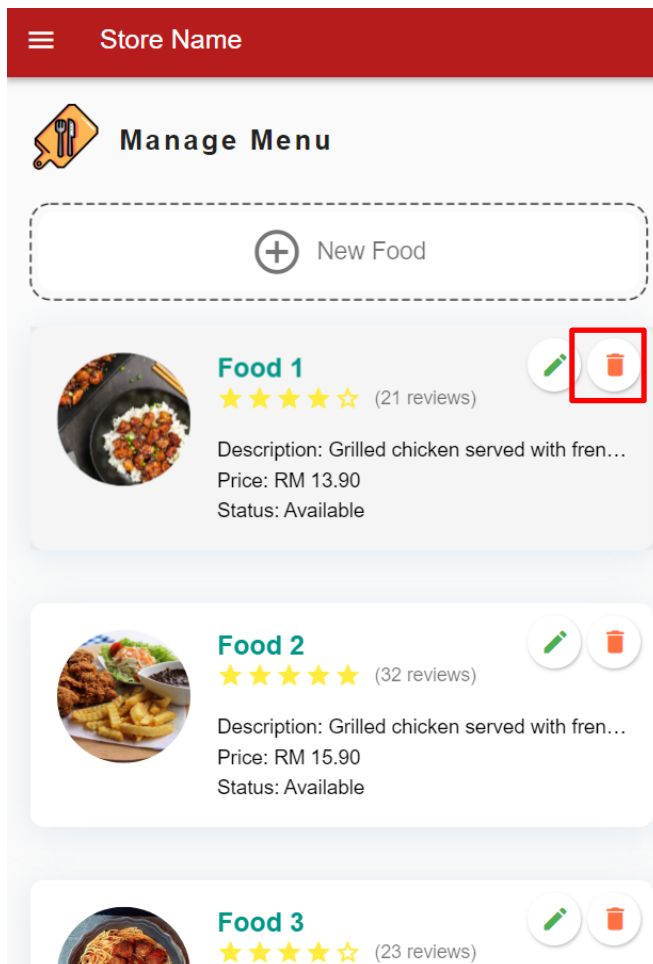 Store Name
Manage Menu
New Food
Food 1
(21 reviews)
Description: Grilled chicken served with fren...
Price: RM 13.90
Status: Available
Food 2
(32 reviews)
Description: Grilled chicken served with fren...
Price: RM 15.90
Status: Available
Food 3
(23 reviews)